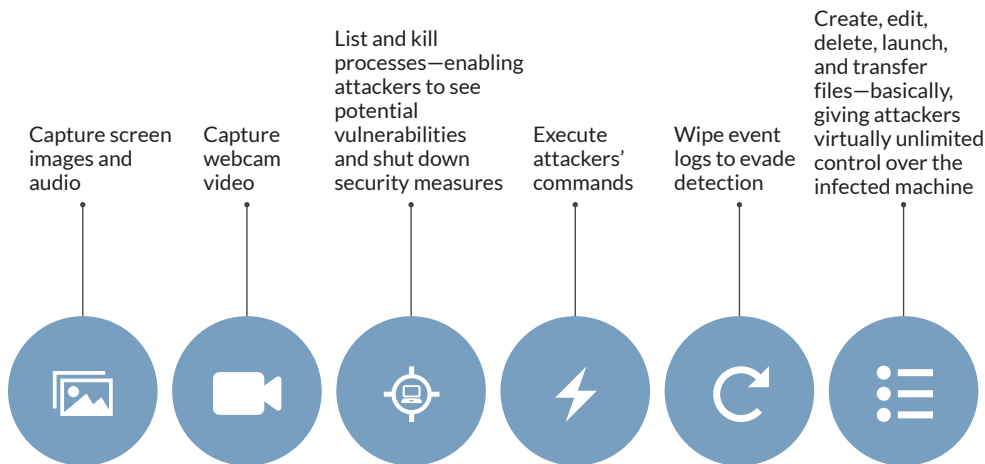 Capture screen
images and
audio
Capture
webcam
video
List and kill
processes—enabling
attackers to see
potential
vulnerabilities
and shut down
security measures
Execute
attackers’
commands
Wipe event
logs to evade
detection
Create, edit,
delete, launch,
and transfer
files—basically,
giving attackers
virtually unlimited
control over the
infected machine